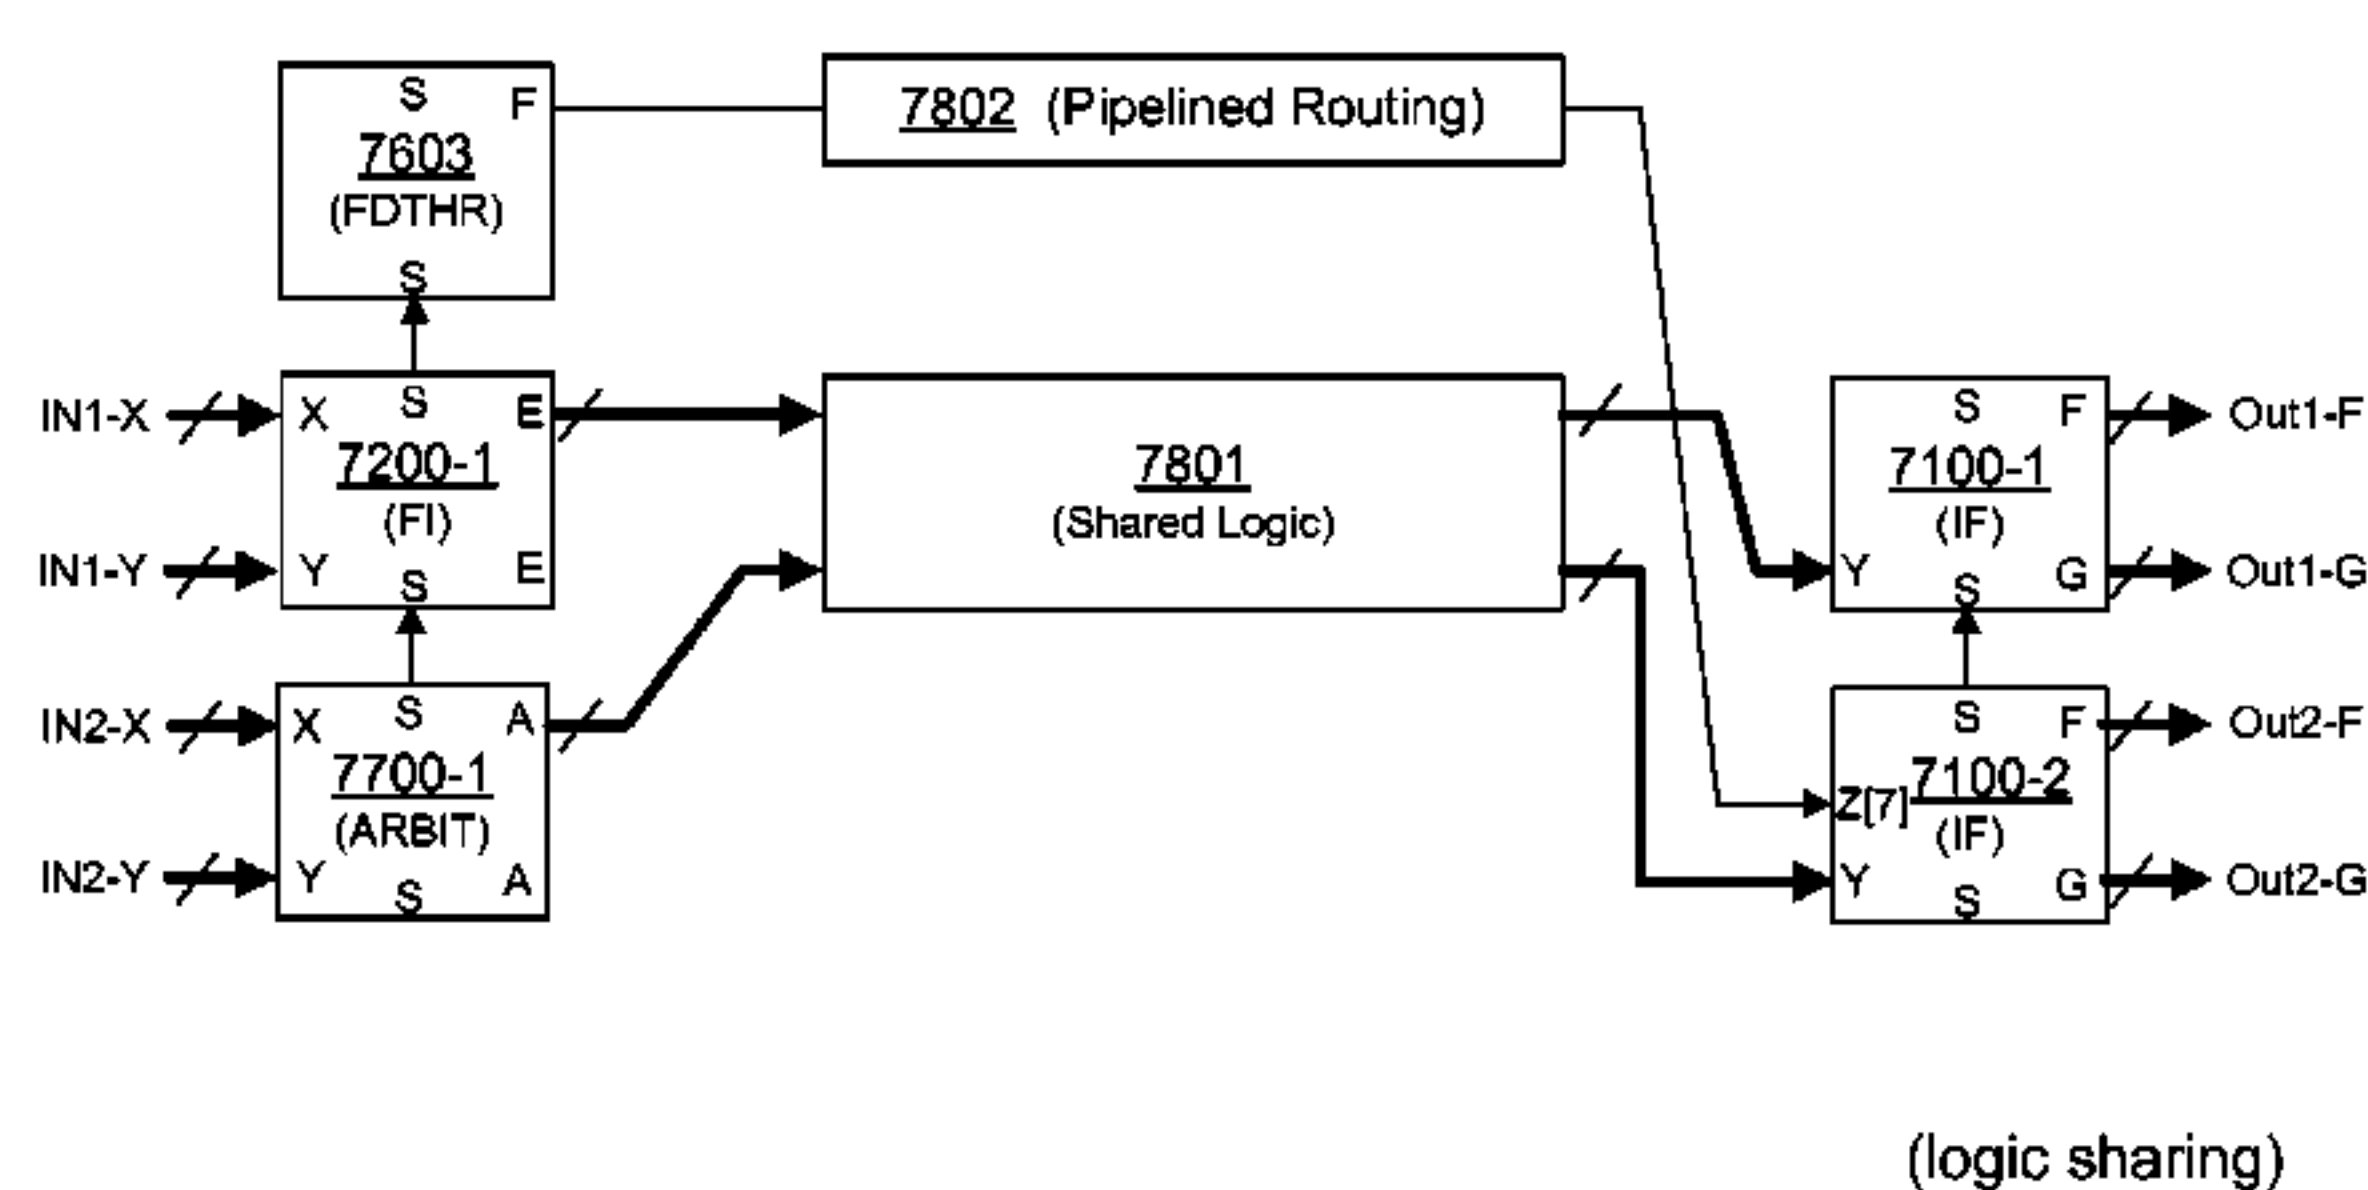 S
F
7603
(FDTHR)
S
7802 (Pipelined Routing)
IN1-X
X
S
E
7200-1
(FI)
IN1-Y
Y
S
E
7801
(Shared Logic)
S
F
Out1-F
7100-1
(IF)
Y
S
G
Out1-G
IN2-X
X
S
A
7700-1
(ARBIT)
IN2-Y
Y
S
A
S
F
Out2-F
Z[7]
7100-2
(IF)
Y
S
G
Out2-G
(logic sharing)